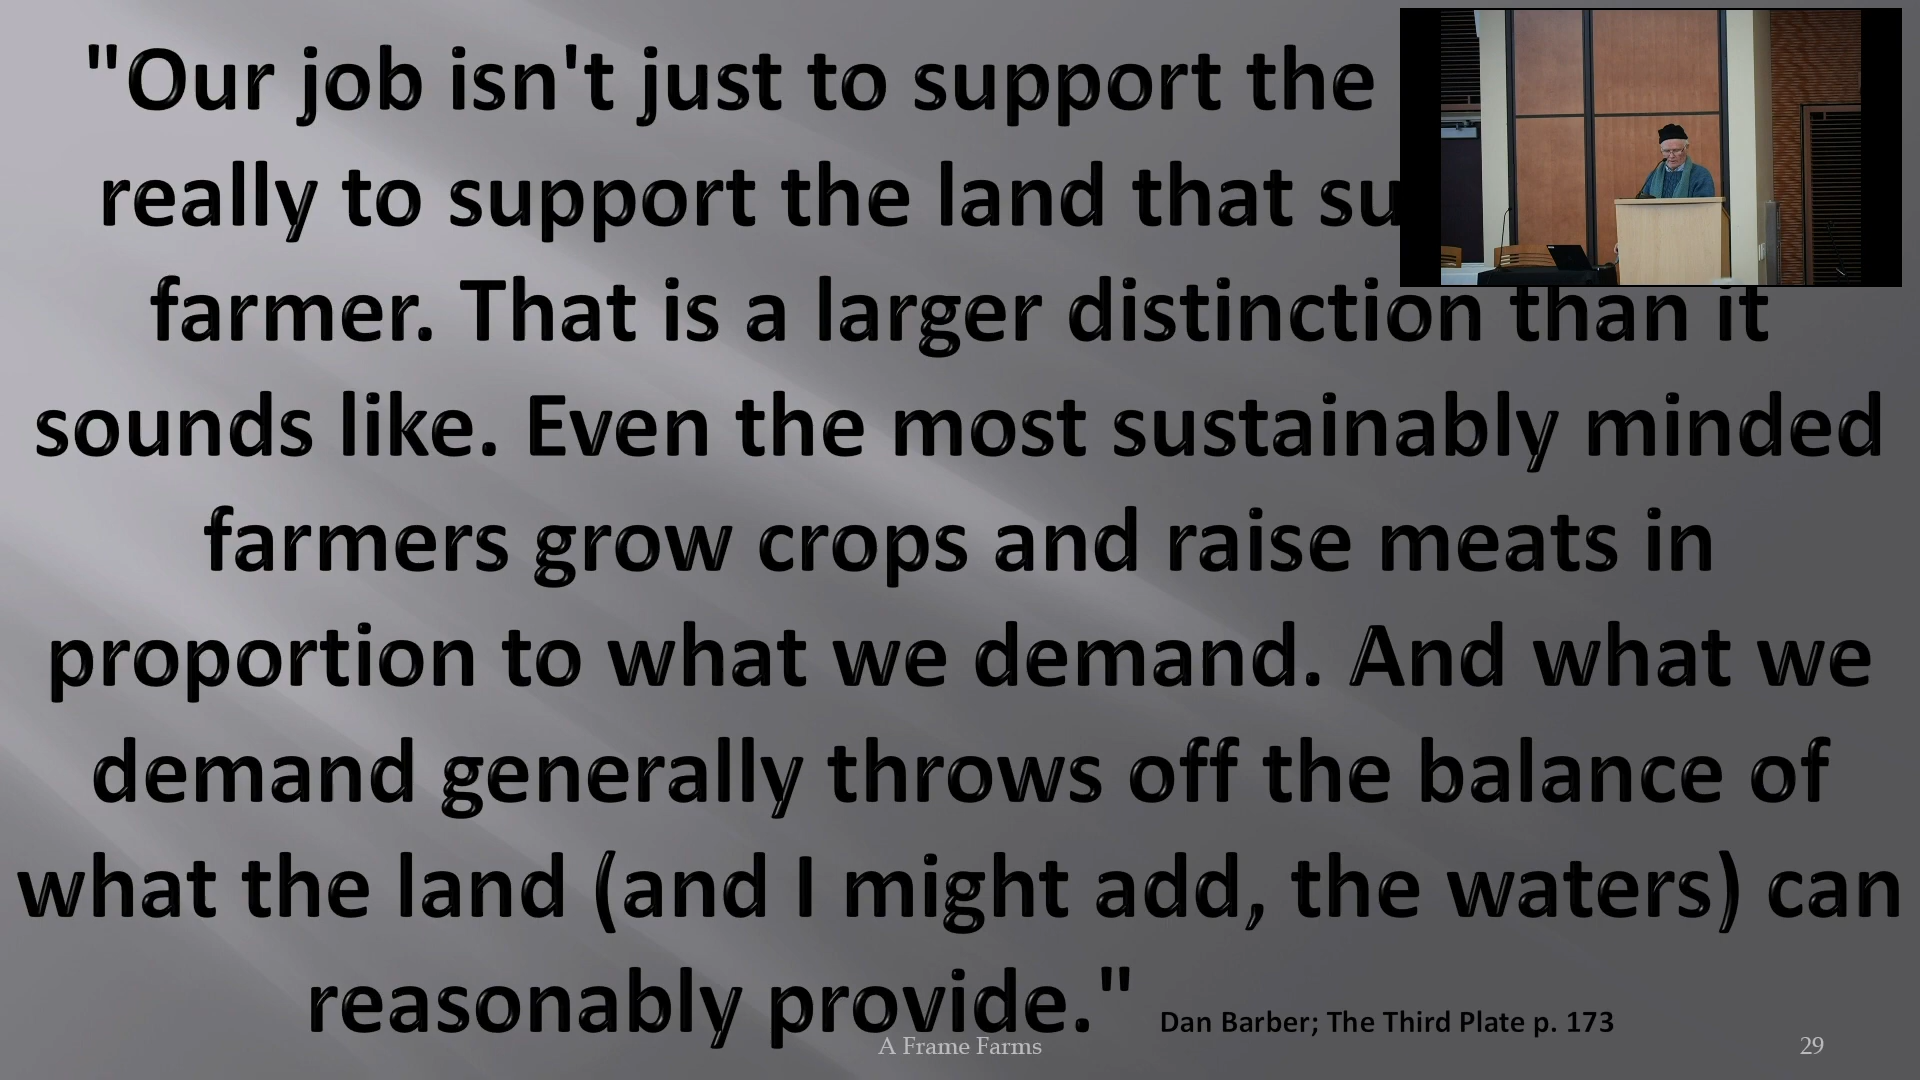 "Our job isn't just to support the
really to support the land that su
farmer. That is a larger distinction than it
sounds like. Even the most sustainably minded
farmers grow crops and raise meats in
proportion to what we demand. And what we
demand generally throws off the balance of
what the land (and I might add, the waters) can
reasonably provide." Dan Barber; The Third Plate p. 173
A Frame Farms
29